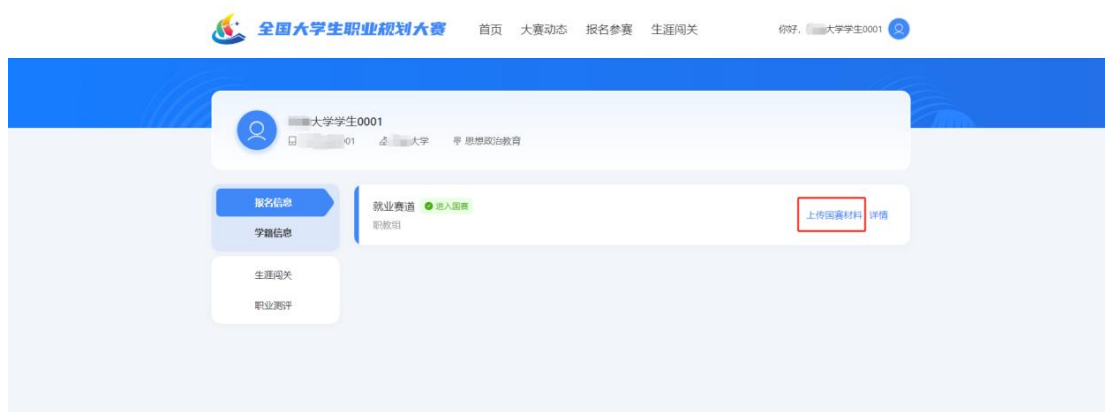 全国大学生职业规划大赛 首页 大赛动态 报名参赛 生涯闯关 你好, 大学学生0001
大学学生0001
01 大学 思想政治教育
报名信息
学籍信息
生涯闯关
职业测评
就业赛道 进入国赛
职教组
上传国赛材料 详情